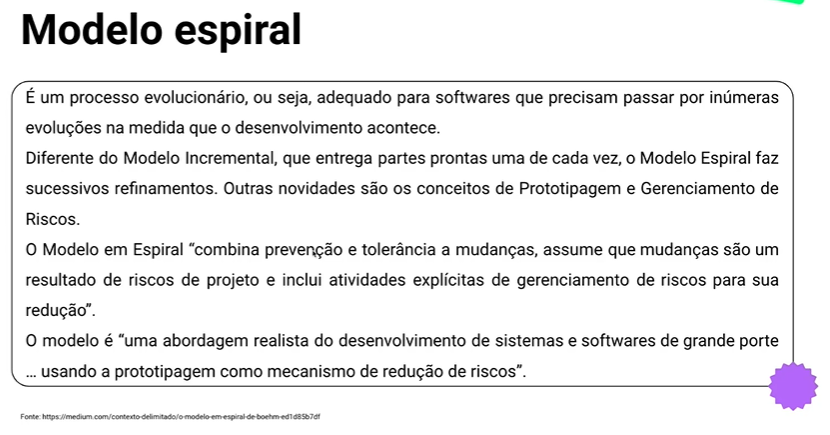 Modelo espiral
É um processo evolucionário, ou seja, adequado para softwares que precisam passar por inúmeras
evoluções na medida que o desenvolvimento acontece.
Diferente do Modelo Incremental, que entrega partes prontas uma de cada vez, o Modelo Espiral faz
sucessivos refinamentos. Outras novidades são os conceitos de Prototipagem e Gerenciamento de
Riscos.
O Modelo em Espiral “combina prevenção e tolerância a mudanças, assume que mudanças são um
resultado de riscos de projeto e inclui atividades explícitas de gerenciamento de riscos para sua
redução”.
O modelo é “uma abordagem realista do desenvolvimento de sistemas e softwares de grande porte
... usando a prototipagem como mecanismo de redução de riscos”.
Fonte: https://medium.com/contexto-delimitado/o-modelo-em-espiral-de-boehm-ed1d85b7df